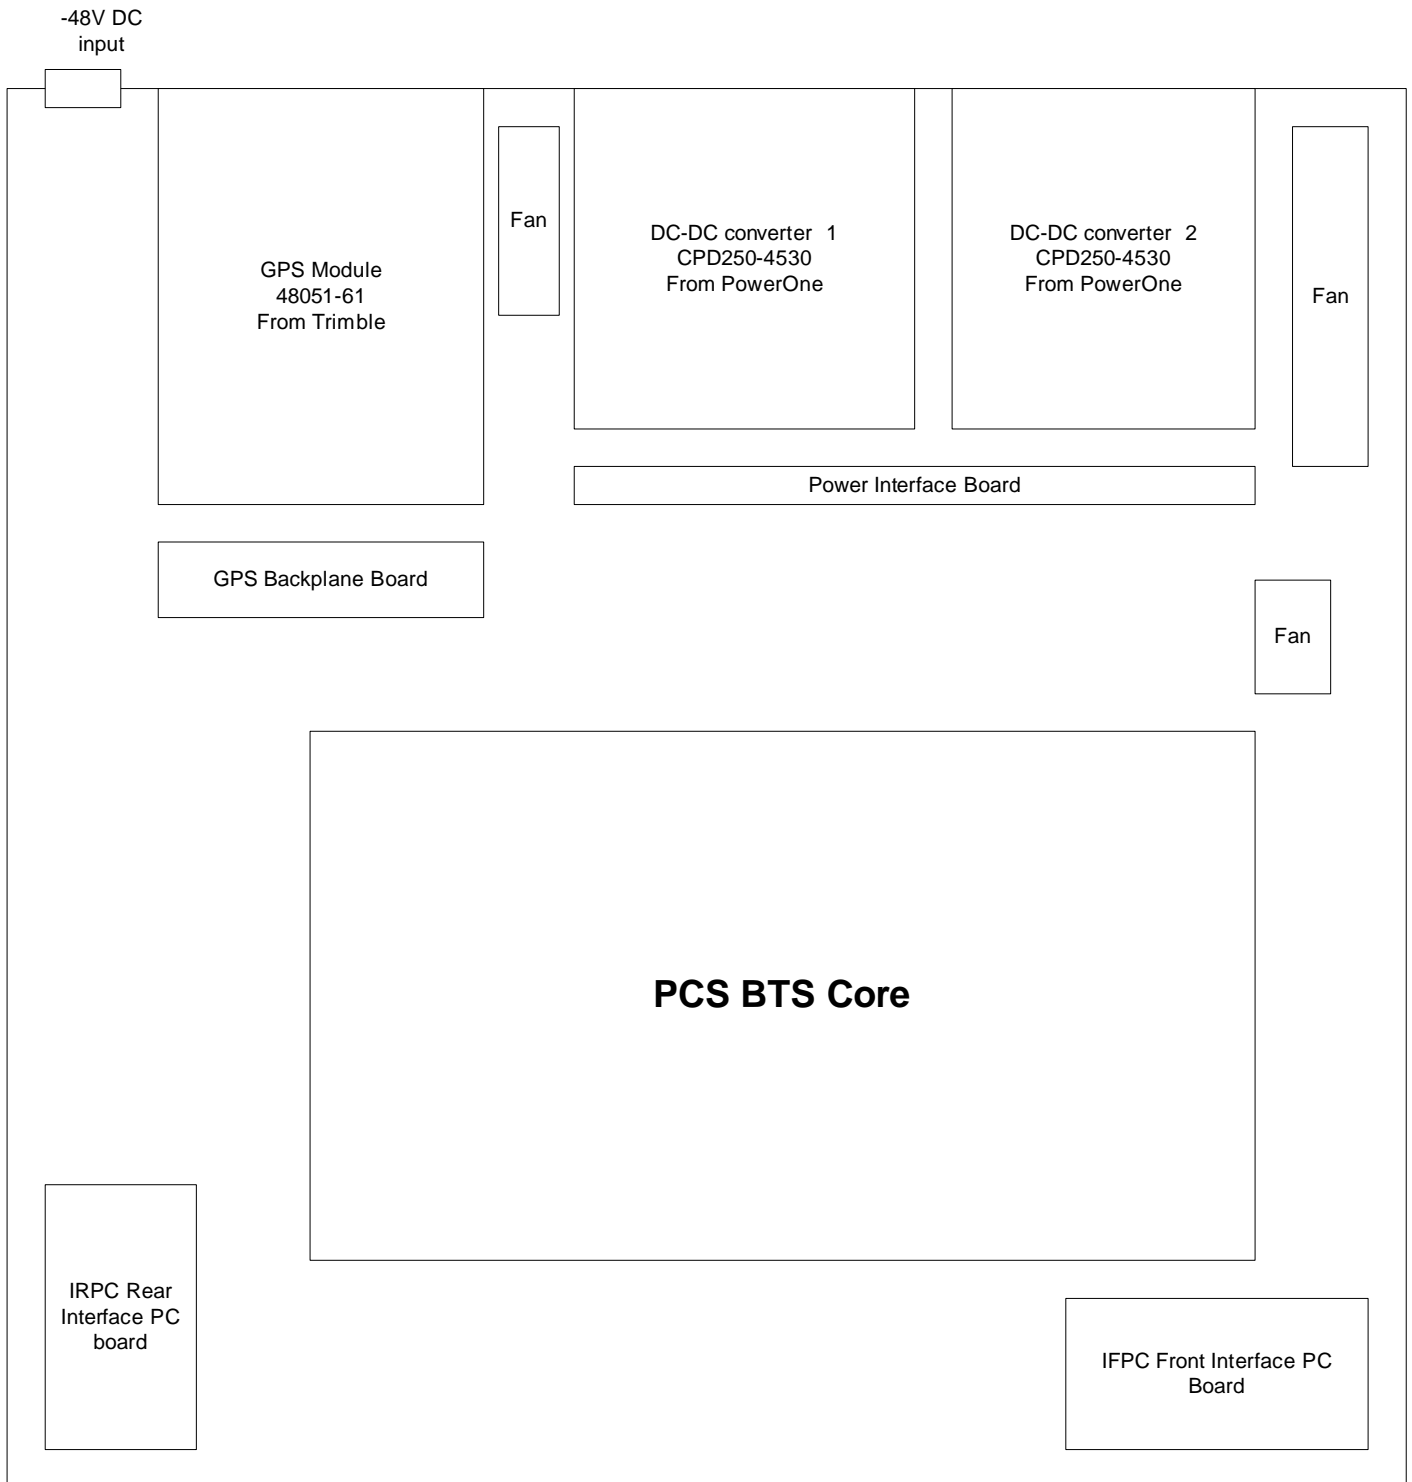 -48V DC
input
GPS Module
48051-61
From Trimble
Fan
DC-DC converter  1
CPD250-4530
From PowerOne
DC-DC converter  2
CPD250-4530
From PowerOne
Fan
Power Interface Board
GPS Backplane Board
Fan
PCS BTS Core
IRPC Rear
Interface PC
board
IFPC Front Interface PC
Board